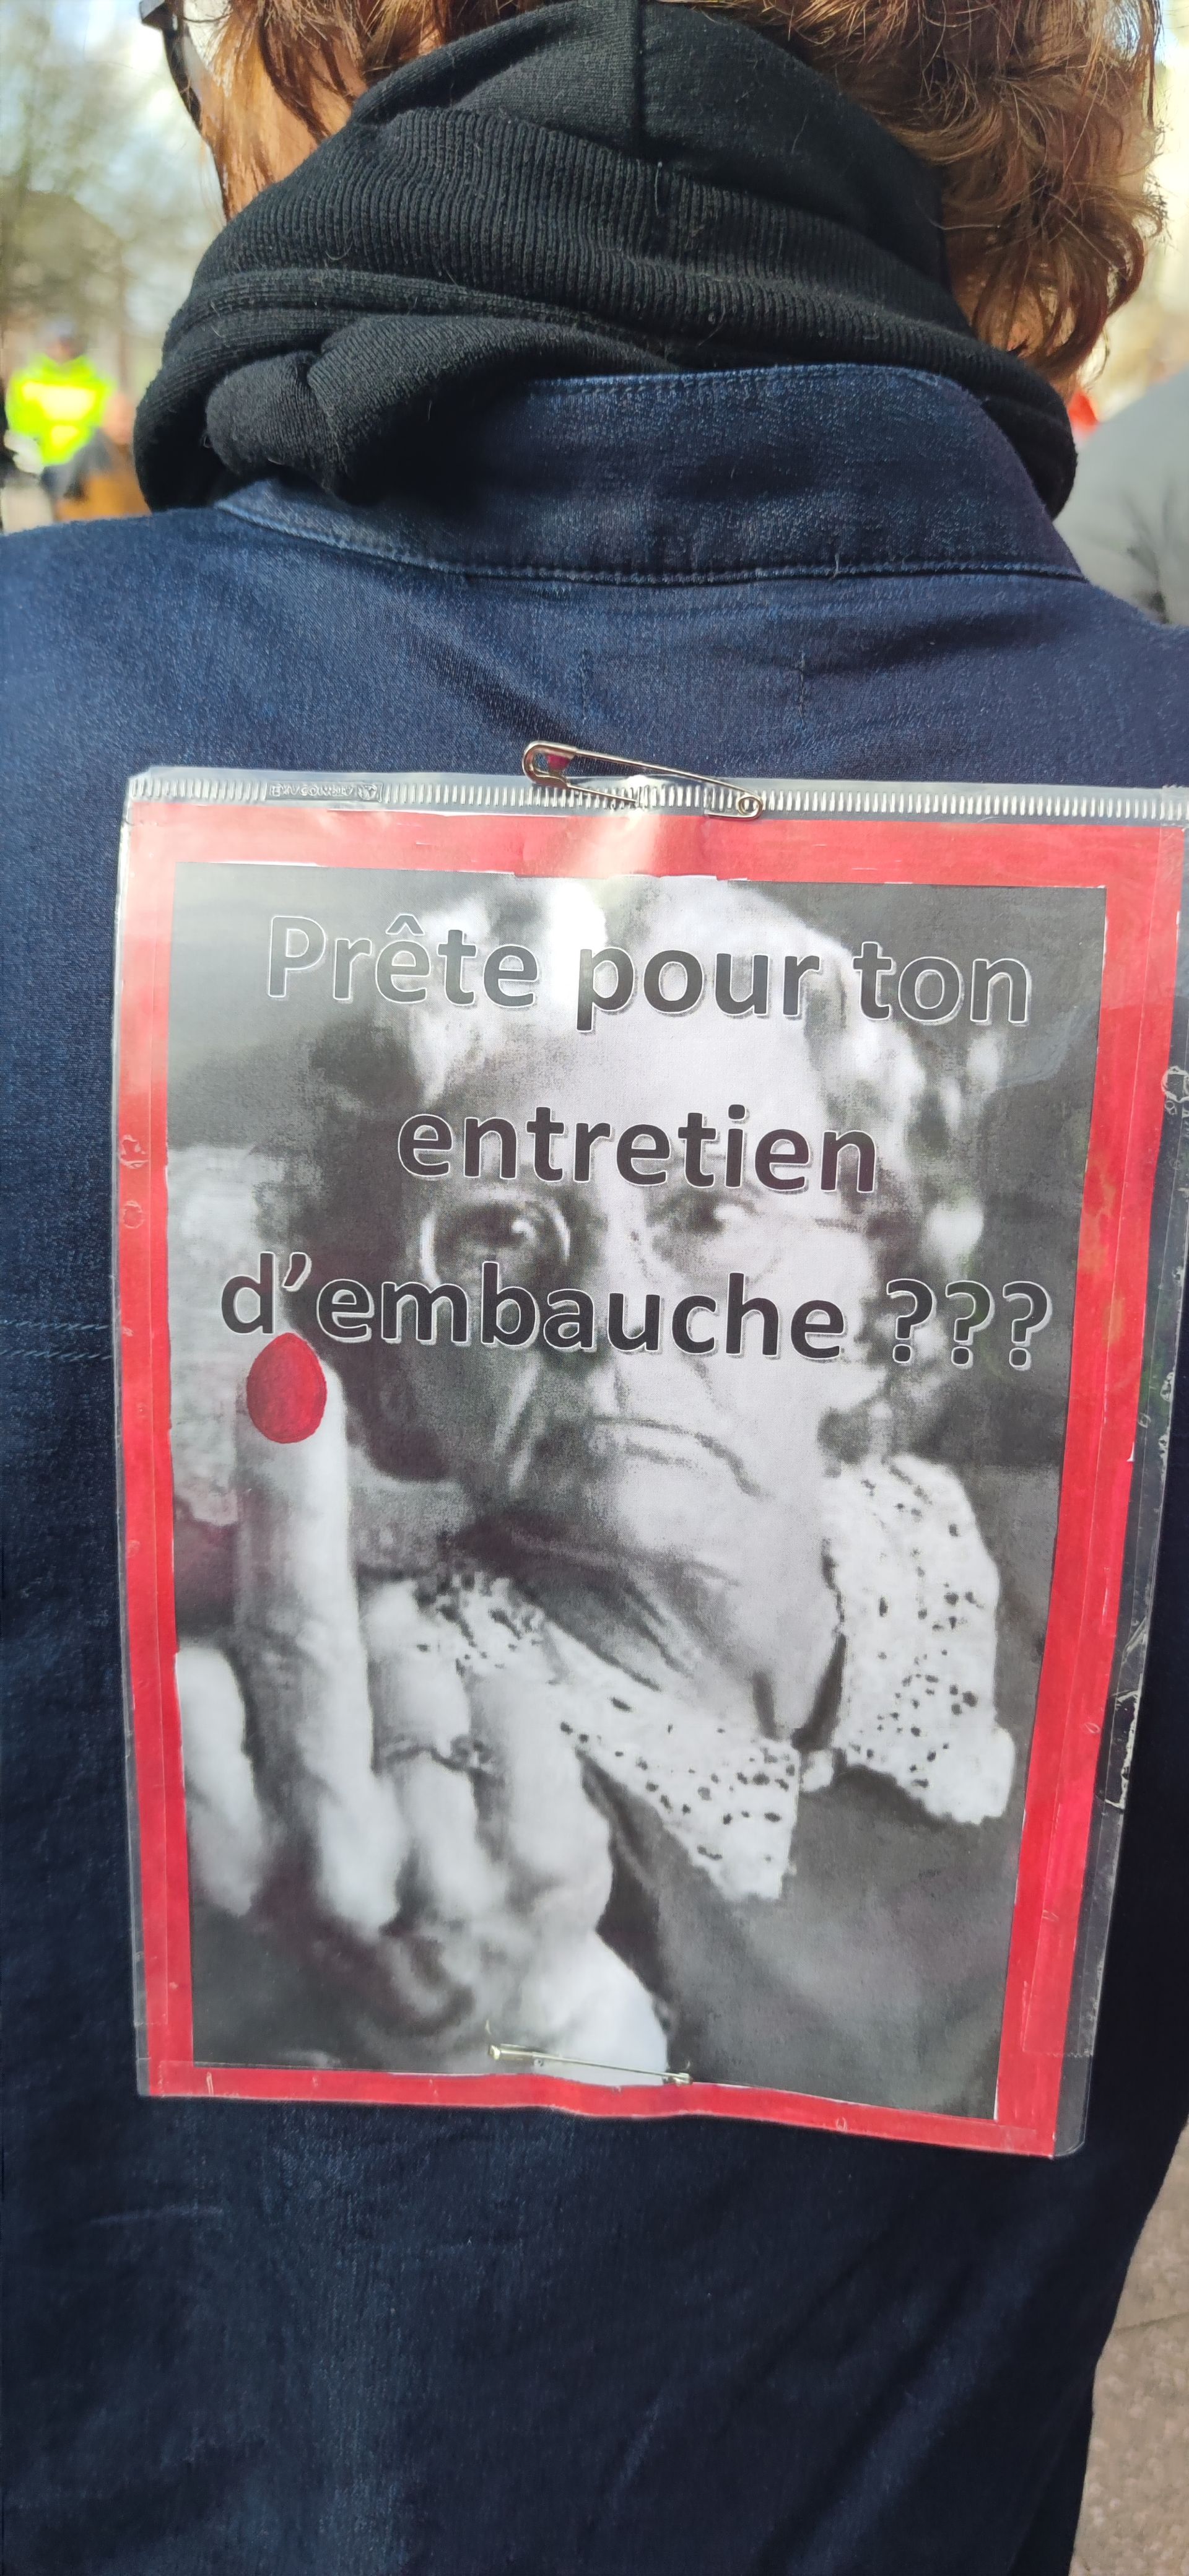 Prête pour ton
entretien
d'embauche ???